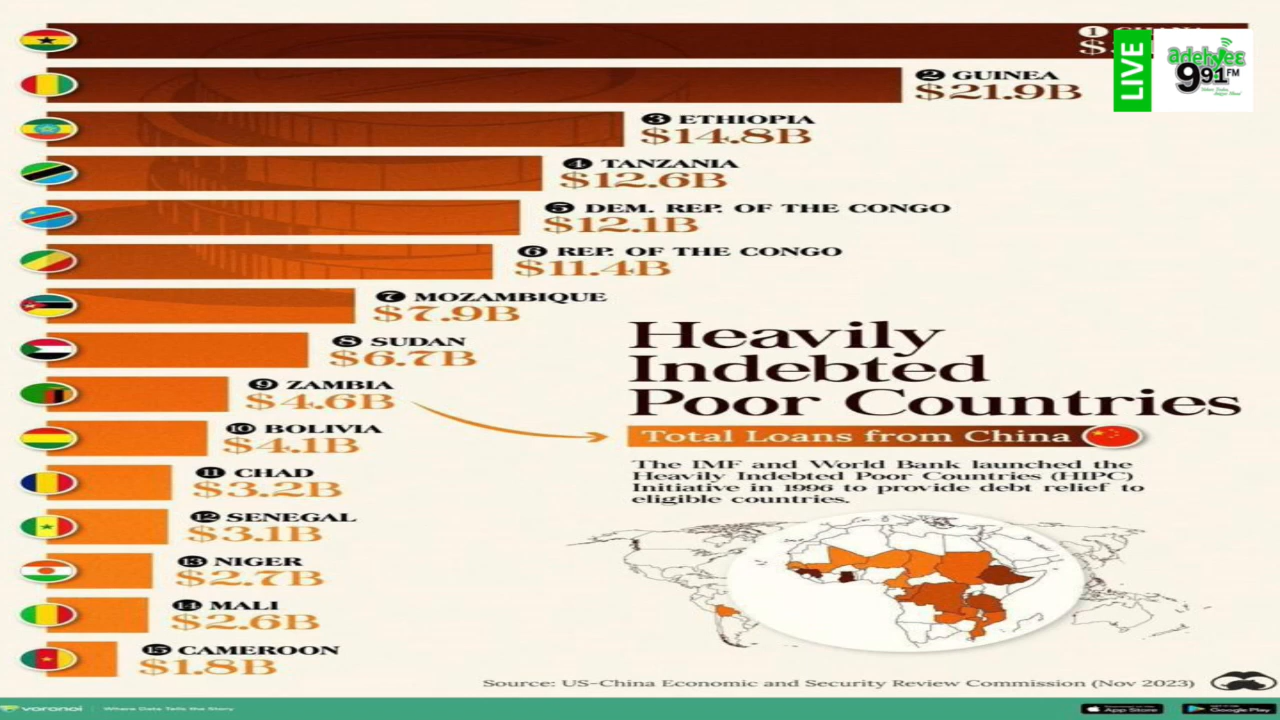 1
$
LIVE
adehyeɛ
991 FM
2 GUINEA
$21.9B
3 ETHIOPIA
$14.8B
4 TANZANIA
$12.6B
5 DEM. REP. OF THE CONGO
$12.1B
6 REP. OF THE CONGO
$11.4B
7 MOZAMBIQUE
$7.9B
8 SUDAN
$6.7B
9 ZAMBIA
$4.6B
10 BOLIVIA
$4.1B
11 CHAD
$3.2B
12 SENEGAL
$3.1B
13 NIGER
$2.7B
14 MALI
$2.6B
15 CAMEROON
$1.8B
Heavily
Indebted
Poor Countries
Total Loans from China
The IMF and World Bank launched the
Heavily Indebted Poor Countries (HIPC)
Initiative in 1996 to provide debt relief to
eligible countries.
Source: US-China Economic and Security Review Commission (Nov 2023)
voronoi
Where Data Tells the Story
App Store
Google Play